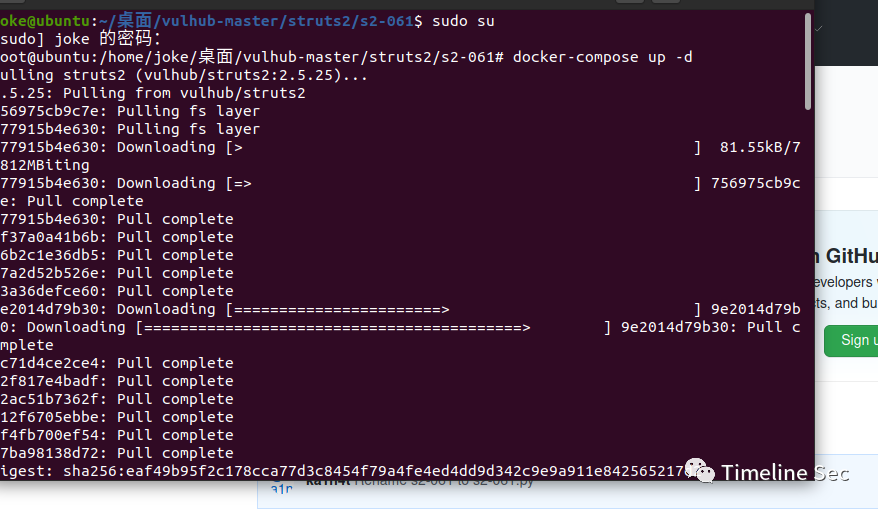 oke@ubuntu:~/桌面/vulhub-master/struts2/s2-061$ sudo su
sudo] joke 的密码：
oot@ubuntu:/home/joke/桌面/vulhub-master/struts2/s2-061# docker-compose up -d
ulling struts2 (vulhub/struts2:2.5.25)...
.5.25: Pulling from vulhub/struts2
56975cb9c7e: Pulling fs layer
77915b4e630: Pulling fs layer
77915b4e630: Downloading [> ] 81.55kB/7
812MBiting
77915b4e630: Downloading [=> ] 756975cb9c
e: Pull complete
77915b4e630: Pull complete
f37a0a41b6b: Pull complete
6b2c1e36db5: Pull complete
7a2d52b526e: Pull complete
3a36defce60: Pull complete
e2014d79b30: Downloading [=======================> ] 9e2014d79b
0: Downloading [==========================================> ] 9e2014d79b30: Pull c
mplete
c71d4ce2ce4: Pull complete
2f817e4badf: Pull complete
2ac51b7362f: Pull complete
12f6705ebbe: Pull complete
f4fb700ef54: Pull complete
7ba98138d72: Pull complete
igest: sha256:eaf49b95f2c178cca77d3c8454f79a4fe4ed4dd9d342c9e9a911e84256521
n GitHu
evelopers
ts, and bu
Sign u
Rename s2-061 to s2-061.py
Timeline Sec